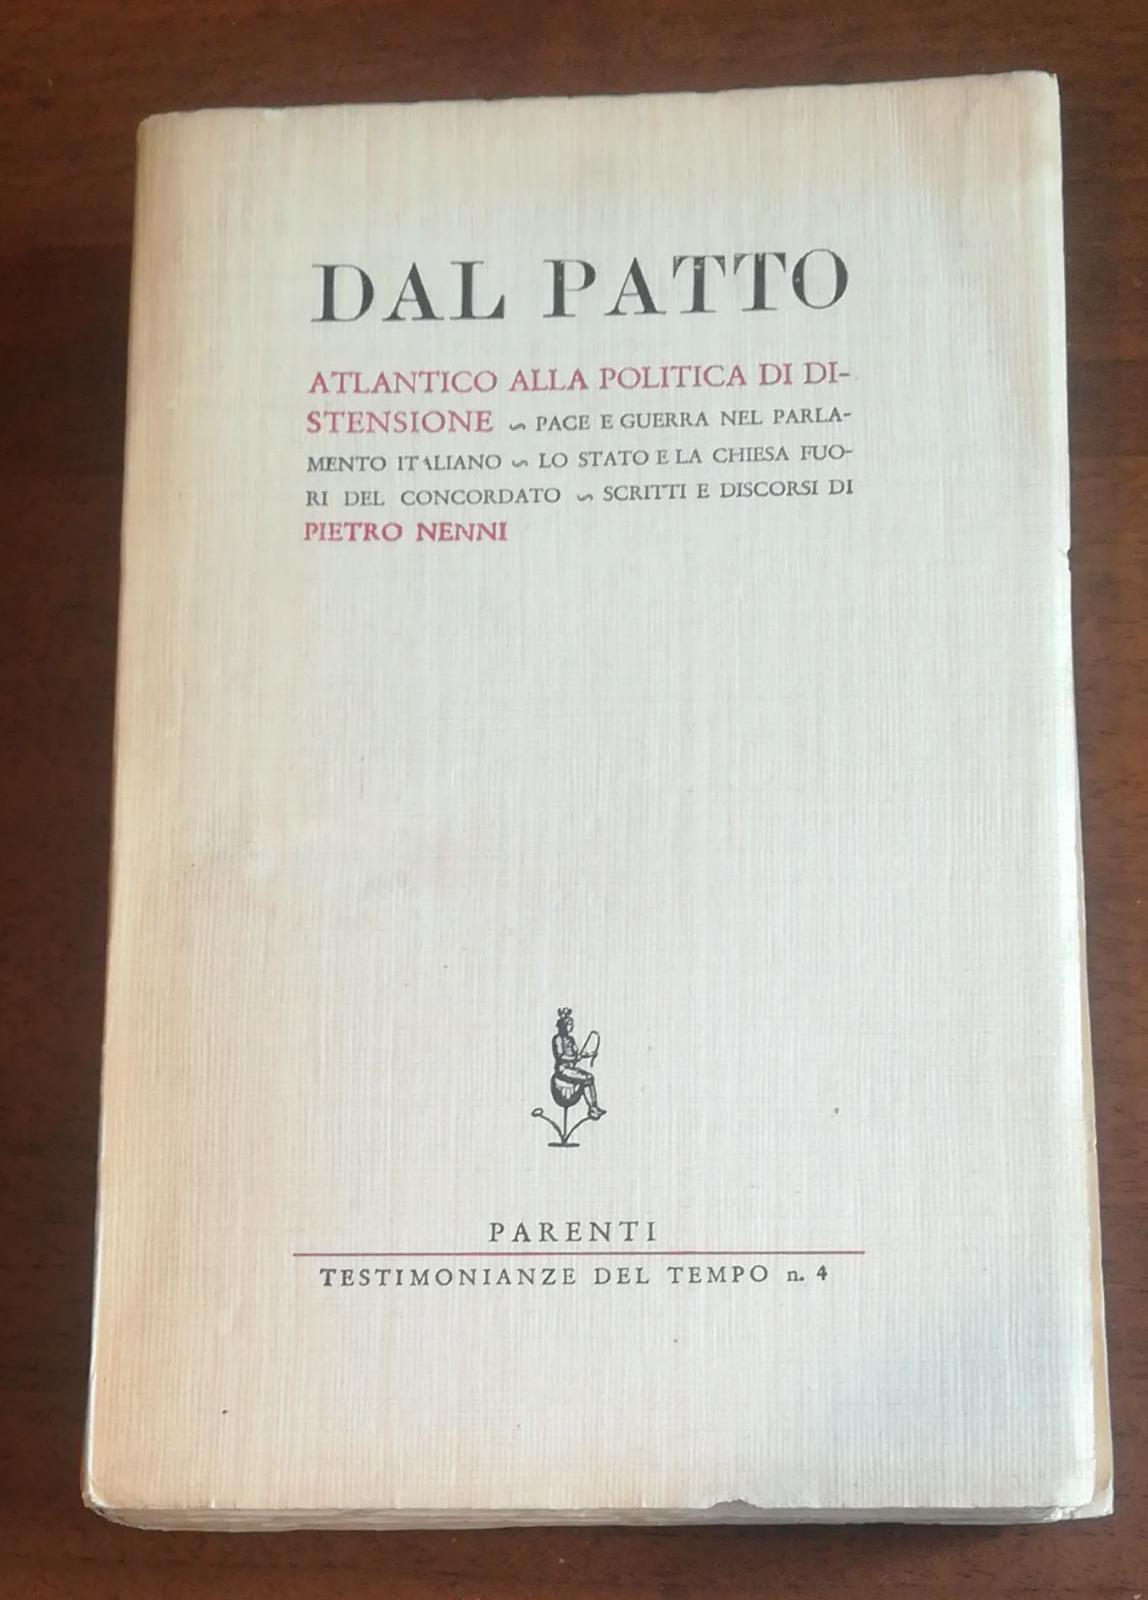 DAL PATTO
ATLANTICO ALLA POLITICA DI DI-
STENSIONE ~ PACE E GUERRA NEL PARLA-
MENTO ITALIANO ~ LO STATO E LA CHIESA FUO-
RI DEL CONCORDATO ~ SCRITTI E DISCORSI DI
PIETRO NENNI
PARENTI
TESTIMONIANZE DEL TEMPO n. 4